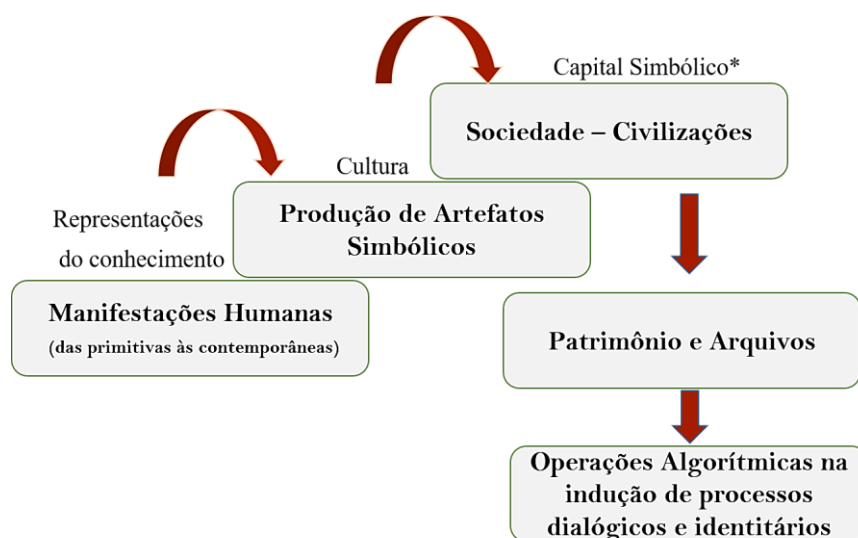 Capital Simbólico*
Sociedade – Civilizações
Cultura
Produção de Artefatos
Simbólicos
Representações
do conhecimento
Manifestações Humanas
(das primitivas às contemporâneas)
Patrimônio e Arquivos
Operações Algorítmicas na
indução de processos
dialógicos e identitários